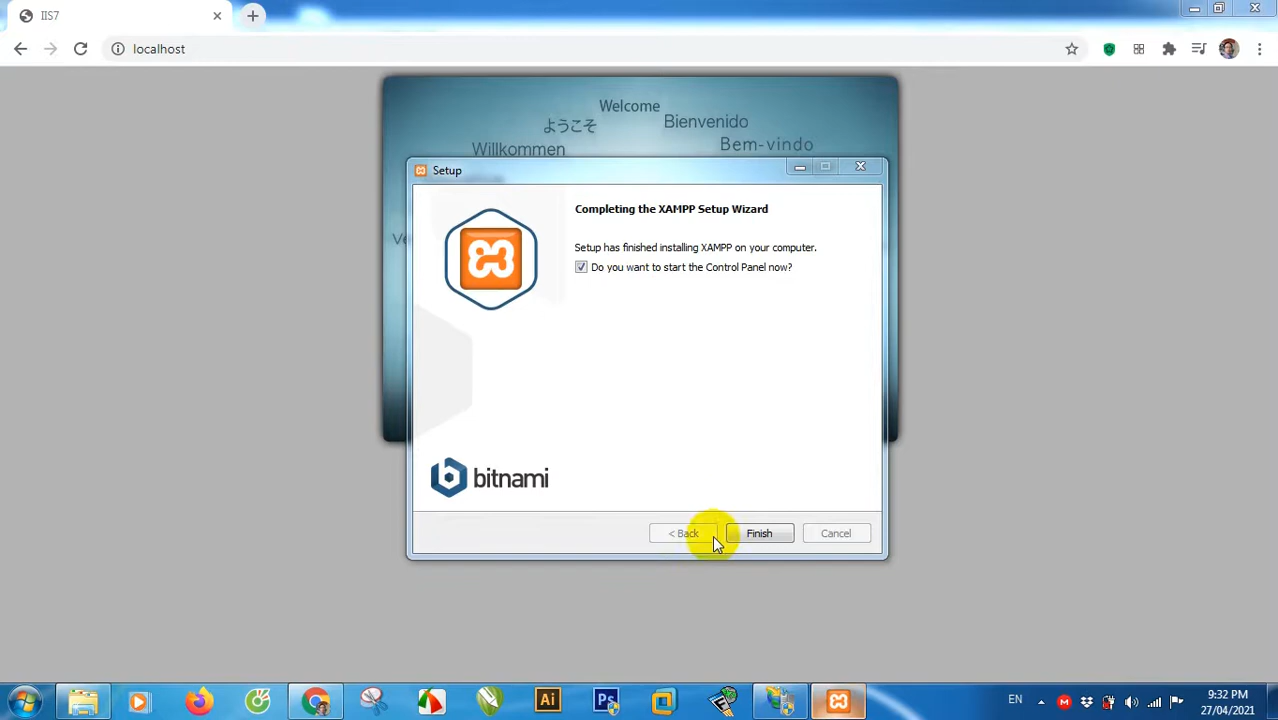 IIS7
localhost
Welcome
ようこそ
Bienvenido
Willkommen
Bem-vindo
Setup
Completing the XAMPP Setup Wizard
Setup has finished installing XAMPP on your computer.
Do you want to start the Control Panel now?
bitnami
< Back
Finish
Cancel
Ai
Ps
EN
9:32 PM
27/04/2021